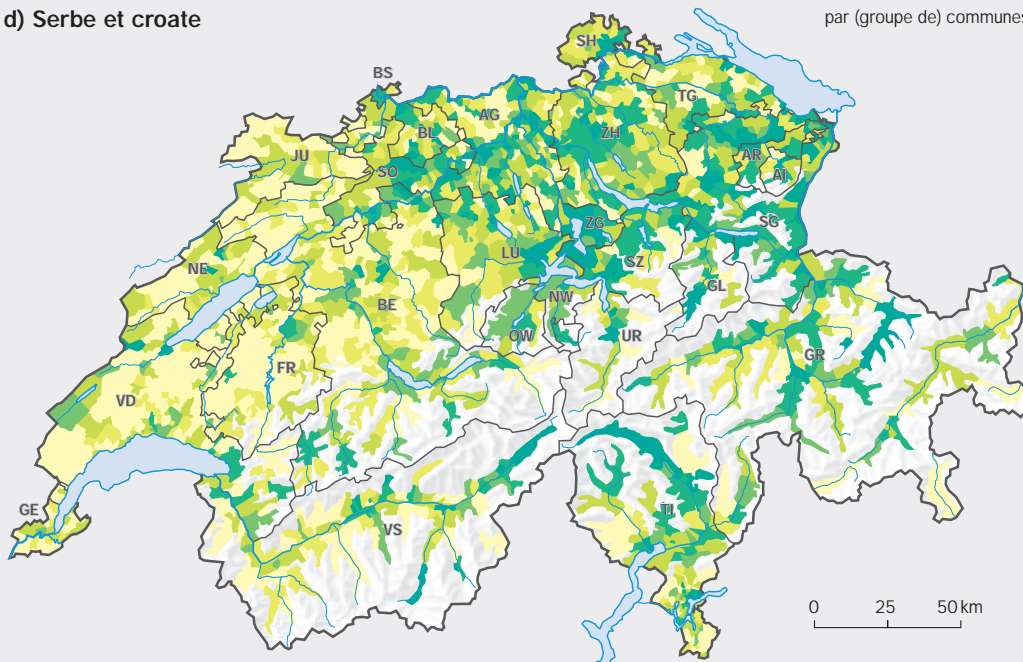 d) Serbe et croate
par (groupe de) communes
SH
BS
TG
AG
BL
ZH
JU
AR
SO
AI
SG
ZG
LU
SZ
NE
GL
NW
BE
OW
UR
GR
FR
VD
GE
TI
VS
0 25 50 km